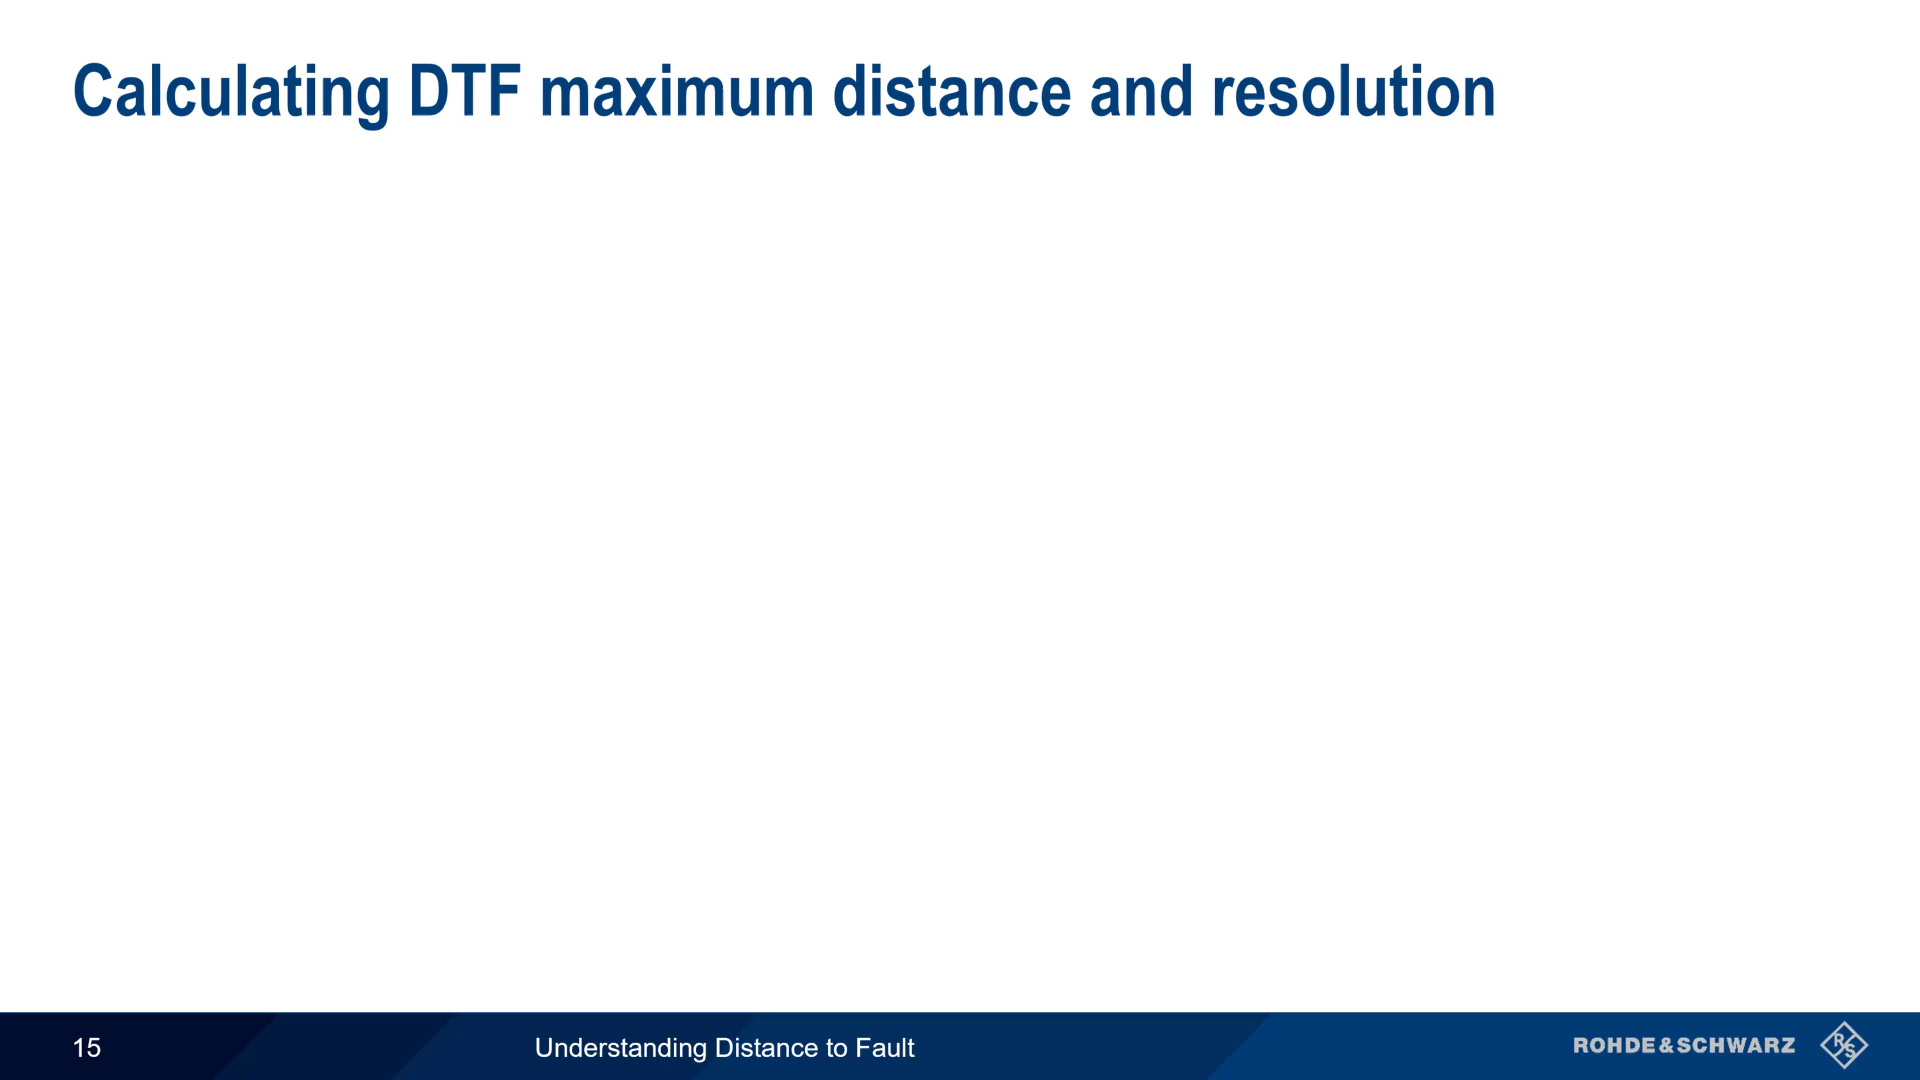 Calculating DTF maximum distance and resolution
15
Understanding Distance to Fault
ROHDE&SCHWARZ
R&S